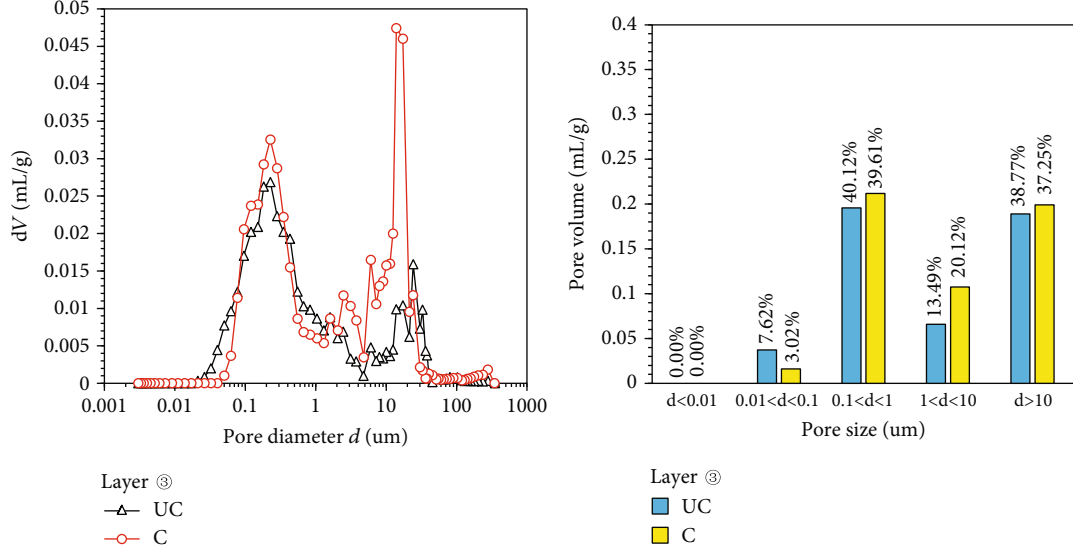 0.05
0.045
0.04
0.035
0.03
0.025
0.02
0.015
0.01
0.005
0
dV (mL/g)
0.001 0.01 0.1 1 10 100 1000
Pore diameter d (um)
Layer ③
UC
C
0.4
0.35
0.3
0.25
0.2
0.15
0.1
0.05
0
Pore volume (mL/g)
0.00%
0.00%
7.62%
3.02%
40.12%
39.61%
13.49%
20.12%
38.77%
37.25%
d<0.01 0.01<d<0.1 0.1<d<1 1<d<10 d>10
Pore size (um)
Layer ③
UC
C